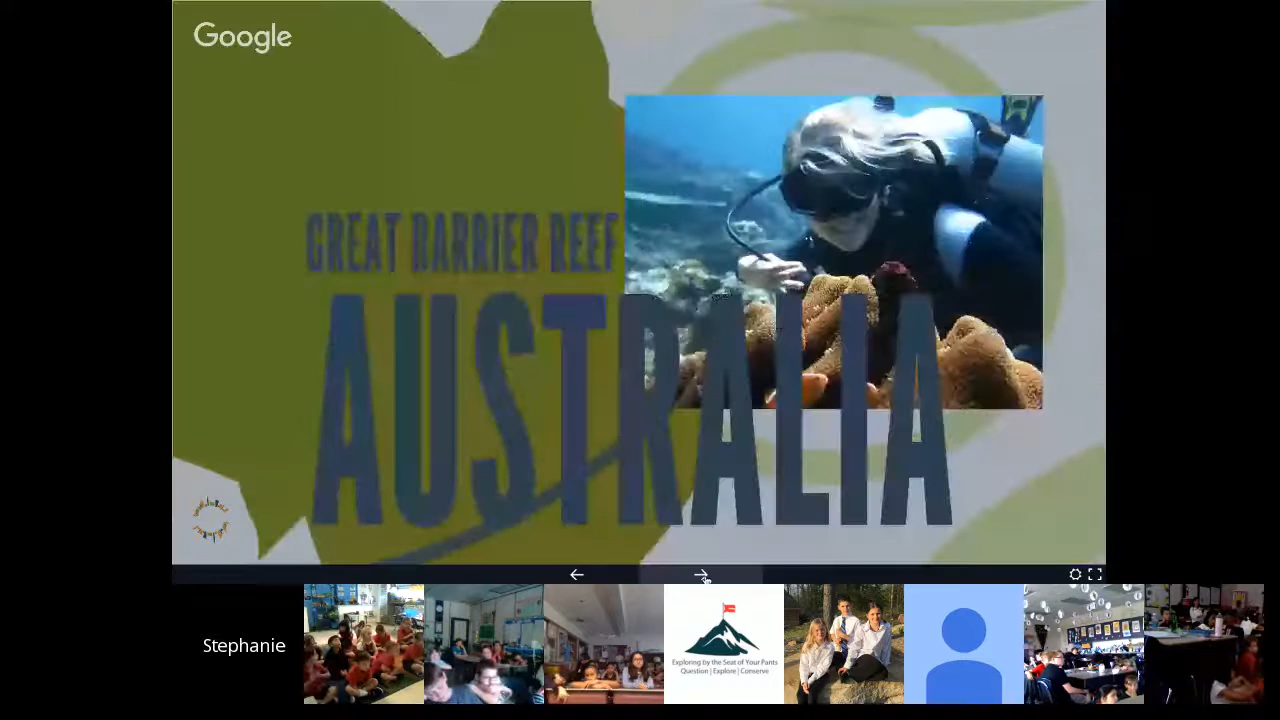 Google
GREAT BARRIER REEF
AUSTRALIA
Stephanie
Exploring by the Seat of Your Pants
Question | Explore | Conserve